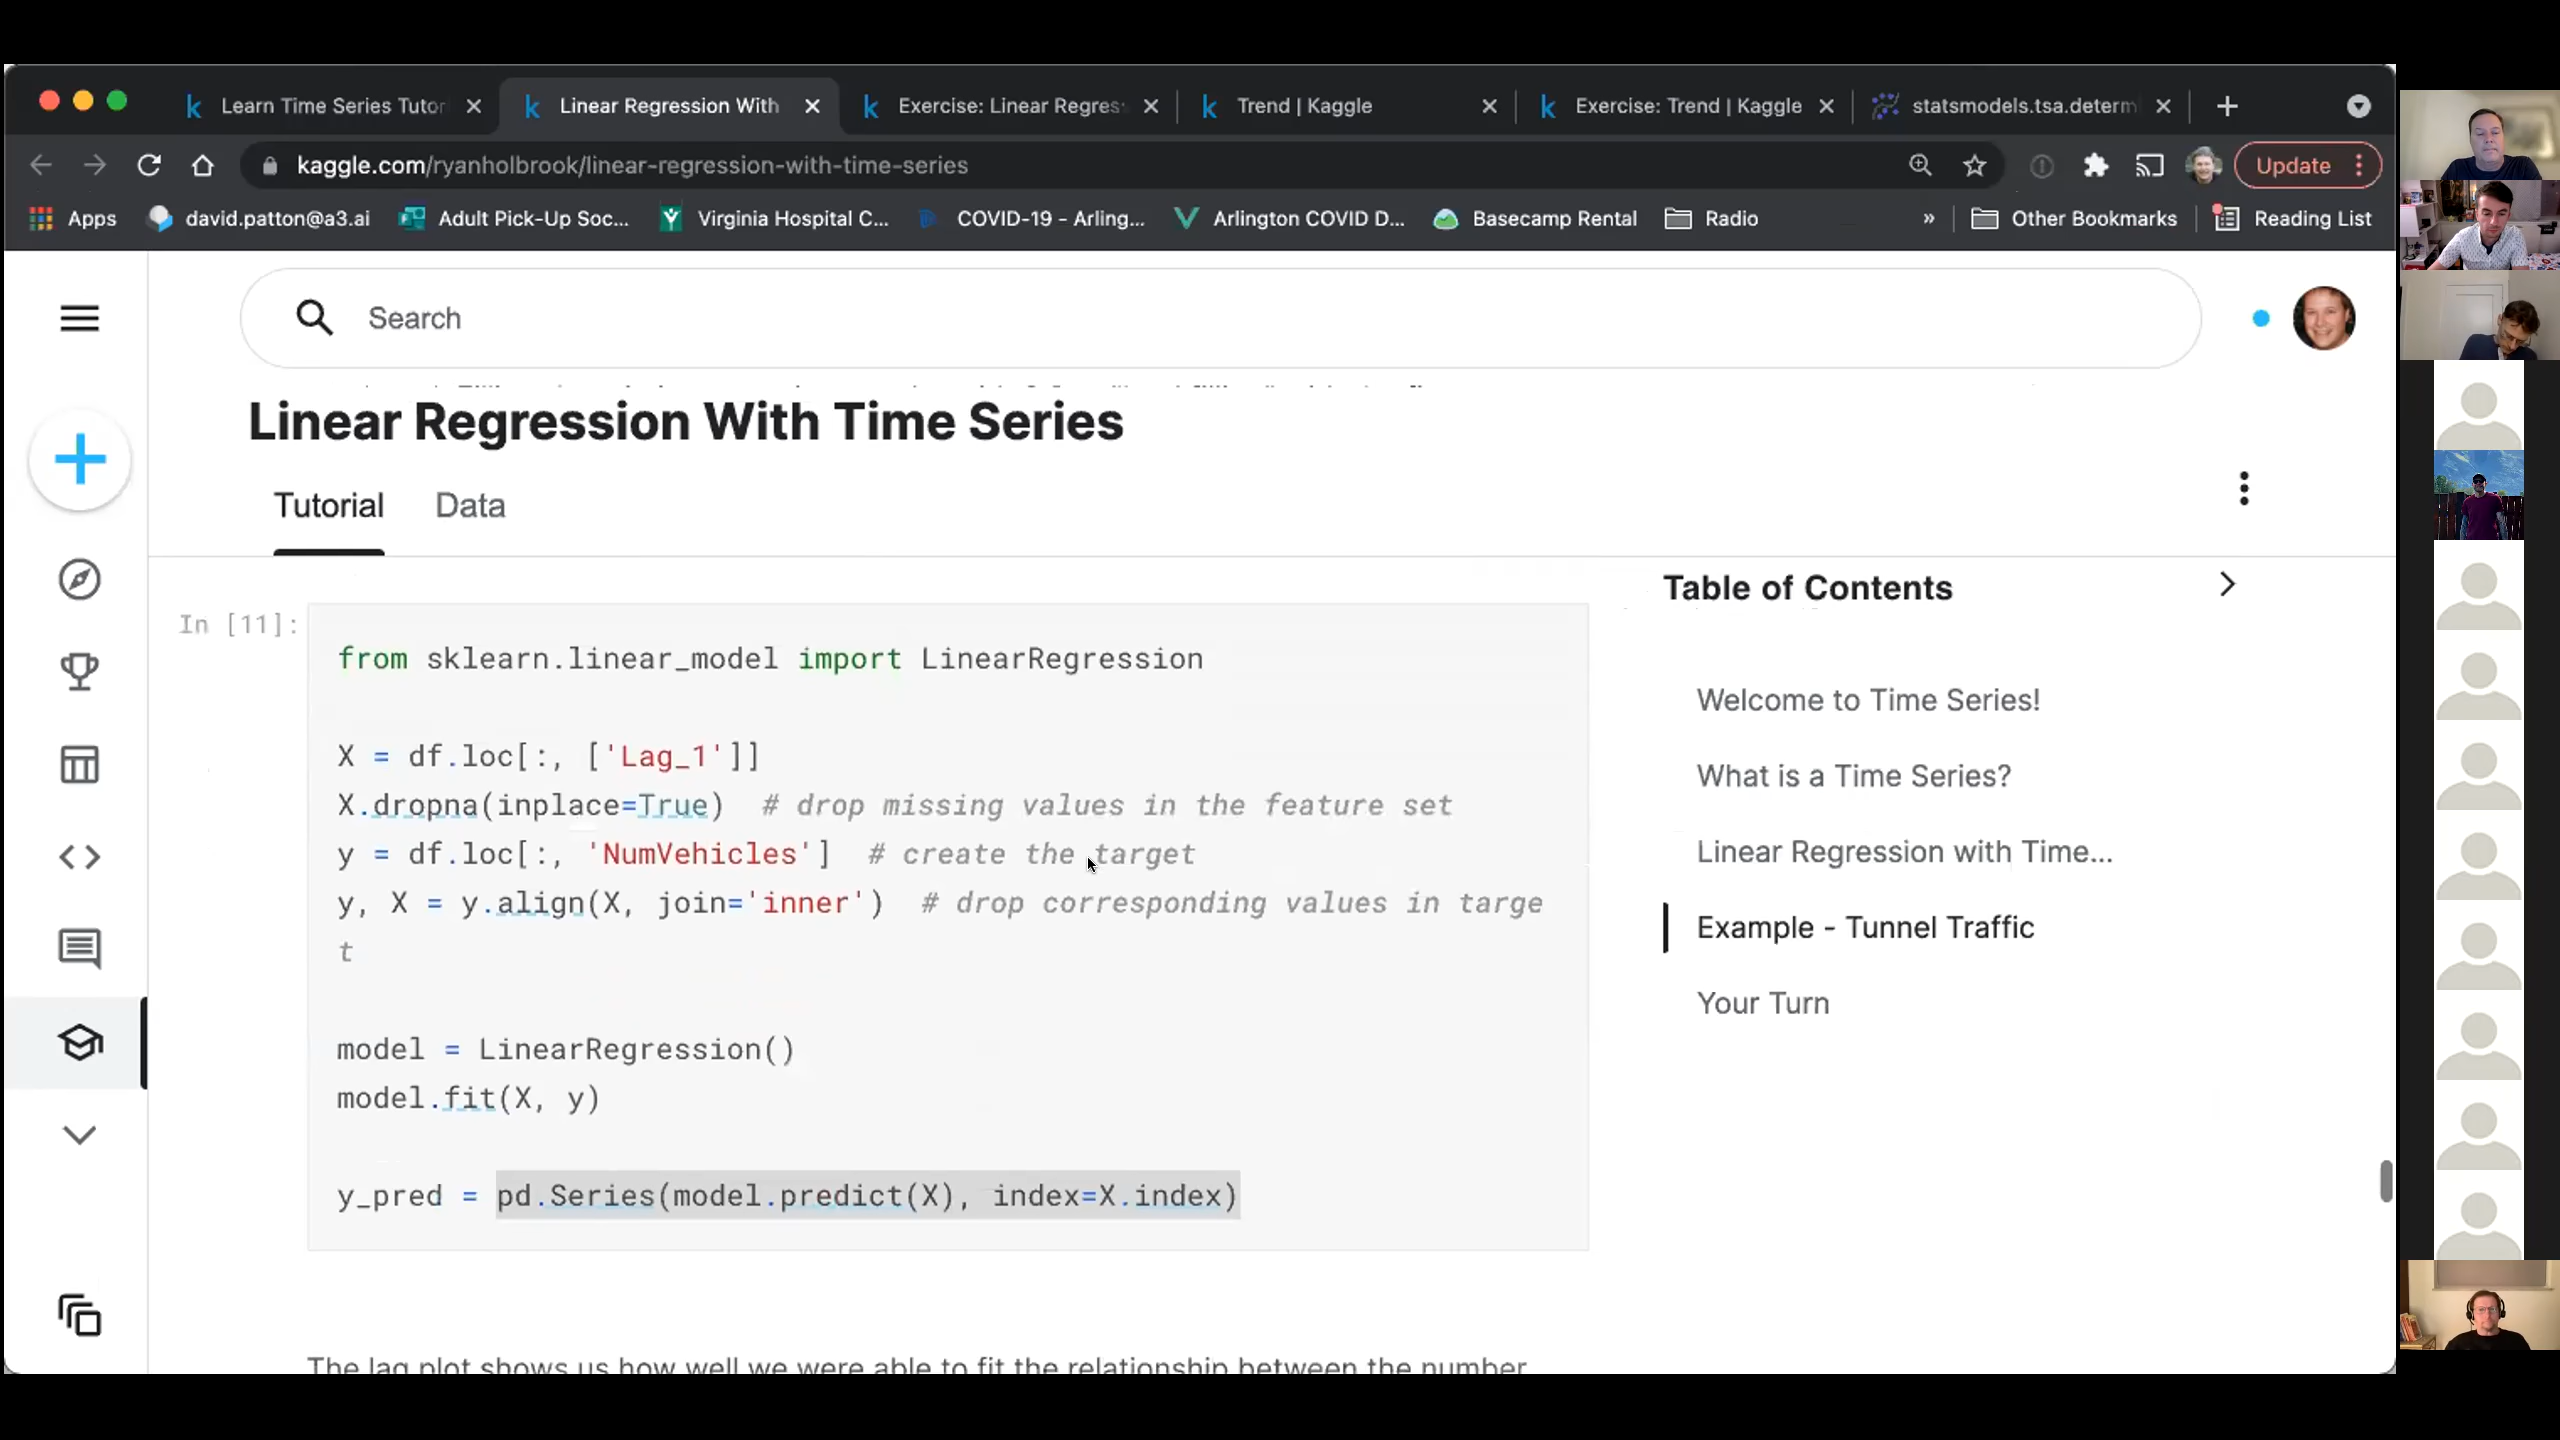 Learn Time Series Tutor
Linear Regression With
Exercise: Linear Regres
Trend | Kaggle
Exercise: Trend | Kaggle
statsmodels.tsa.determ
kaggle.com/ryanholbrook/linear-regression-with-time-series
Update
Apps
david.patton@a3.ai
Adult Pick-Up Soc...
Virginia Hospital C...
COVID-19 - Arling...
Arlington COVID D...
Basecamp Rental
Radio
»
Other Bookmarks
Reading List
Search
Linear Regression With Time Series
Tutorial
Data
In [11]:
from sklearn.linear_model import LinearRegression
X = df.loc[:, ['Lag_1']]
X.dropna(inplace=True)  # drop missing values in the feature set
y = df.loc[:, 'NumVehicles']  # create the target
y, X = y.align(X, join='inner')  # drop corresponding values in targe
t
model = LinearRegression()
model.fit(X, y)
y_pred = pd.Series(model.predict(X), index=X.index)
The lag plot shows us how well we were able to fit the relationship between the number
Table of Contents
Welcome to Time Series!
What is a Time Series?
Linear Regression with Time...
Example - Tunnel Traffic
Your Turn